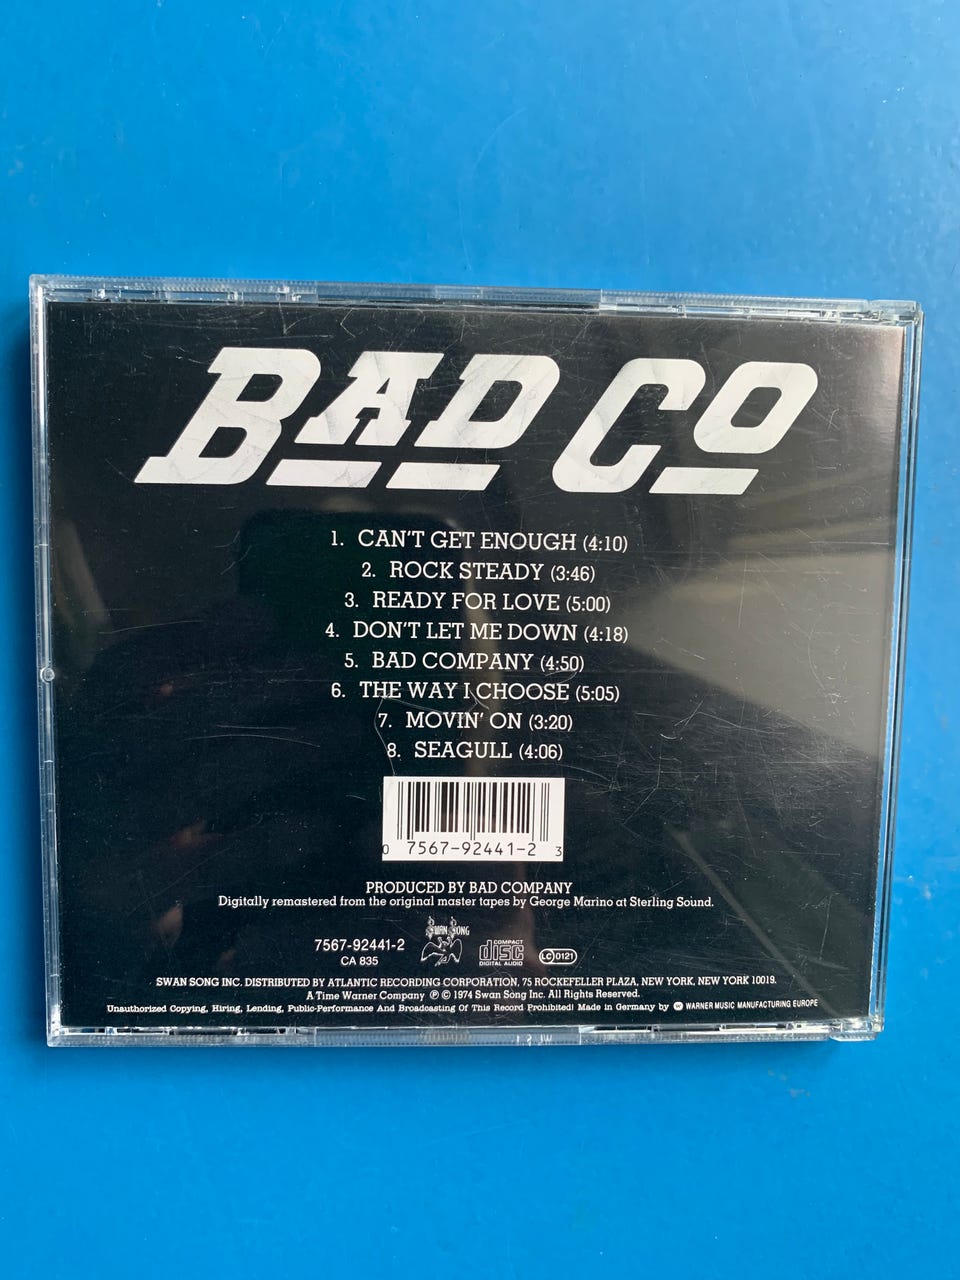 BAD CO
1. CAN'T GET ENOUGH (4:10)
2. ROCK STEADY (3:46)
3. READY FOR LOVE (5:00)
4. DON'T LET ME DOWN (4:18)
5. BAD COMPANY (4:50)
6. THE WAY I CHOOSE (5:05)
7. MOVIN' ON (3:20)
8. SEAGULL (4:06)
0 7567-92441-2 3
PRODUCED BY BAD COMPANY
Digitally remastered from the original master tapes by George Marino at Sterling Sound.
7567-92441-2
CA 835
SWAN SONG
COMPACT
disc
DIGITAL AUDIO
LC 0121
SWAN SONG INC. DISTRIBUTED BY ATLANTIC RECORDING CORPORATION, 75 ROCKEFELLER PLAZA, NEW YORK, NEW YORK 10019.
A Time Warner Company ℗ © 1974 Swan Song Inc. All Rights Reserved.
Unauthorized Copying, Hiring, Lending, Public-Performance And Broadcasting Of This Record Prohibited! Made in Germany by WARNER MUSIC MANUFACTURING EUROPE